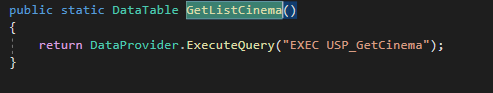 public static DataTable GetListCinema()
{
return DataProvider.ExecuteQuery("EXEC USP_GetCinema");
}